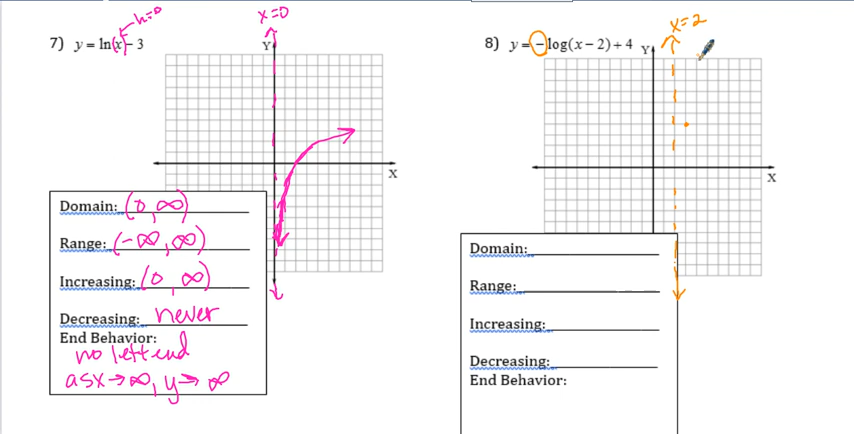 h=0
x=0
7) y = ln(x) − 3
Y
X
Domain: (0, ∞)
Range: (-∞, ∞)
Increasing: (0, ∞)
Decreasing: never
End Behavior:
no left end
as x → ∞, y → ∞
x=2
8) y = −log(x − 2) + 4
Y
X
Domain:
Range:
Increasing:
Decreasing:
End Behavior: